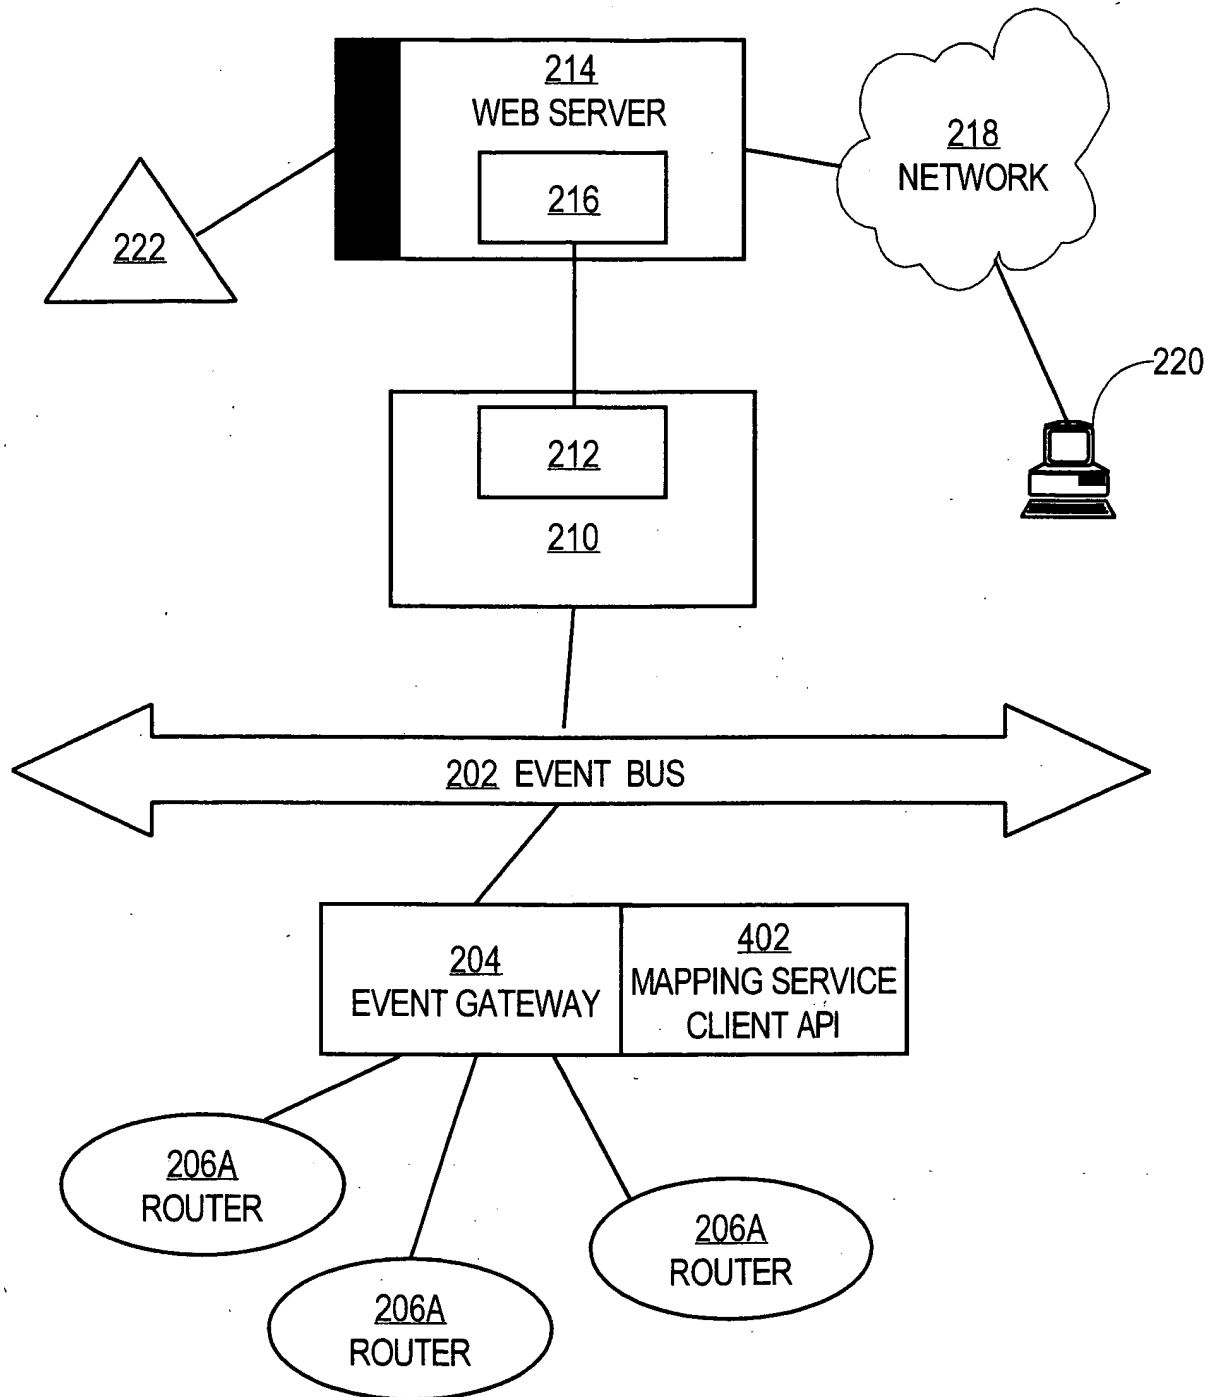 214
WEB SERVER
218
NETWORK
216
222
220
212
210
202 EVENT BUS
204
EVENT GATEWAY
402
MAPPING SERVICE
CLIENT API
206A
ROUTER
206A
ROUTER
206A
ROUTER